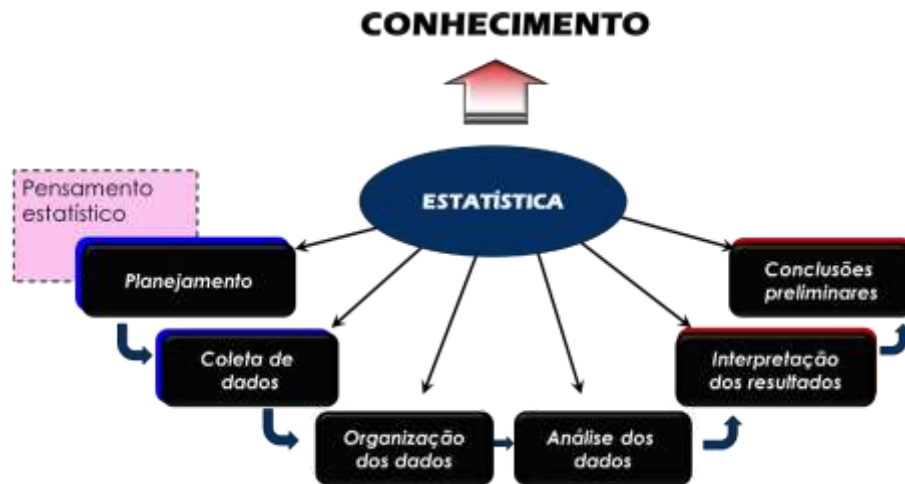 CONHECIMENTO
ESTATÍSTICA
Pensamento
estatístico
Planejamento
Coleta de
dados
Organização
dos dados
Análise dos
dados
Interpretação
dos resultados
Conclusões
preliminares